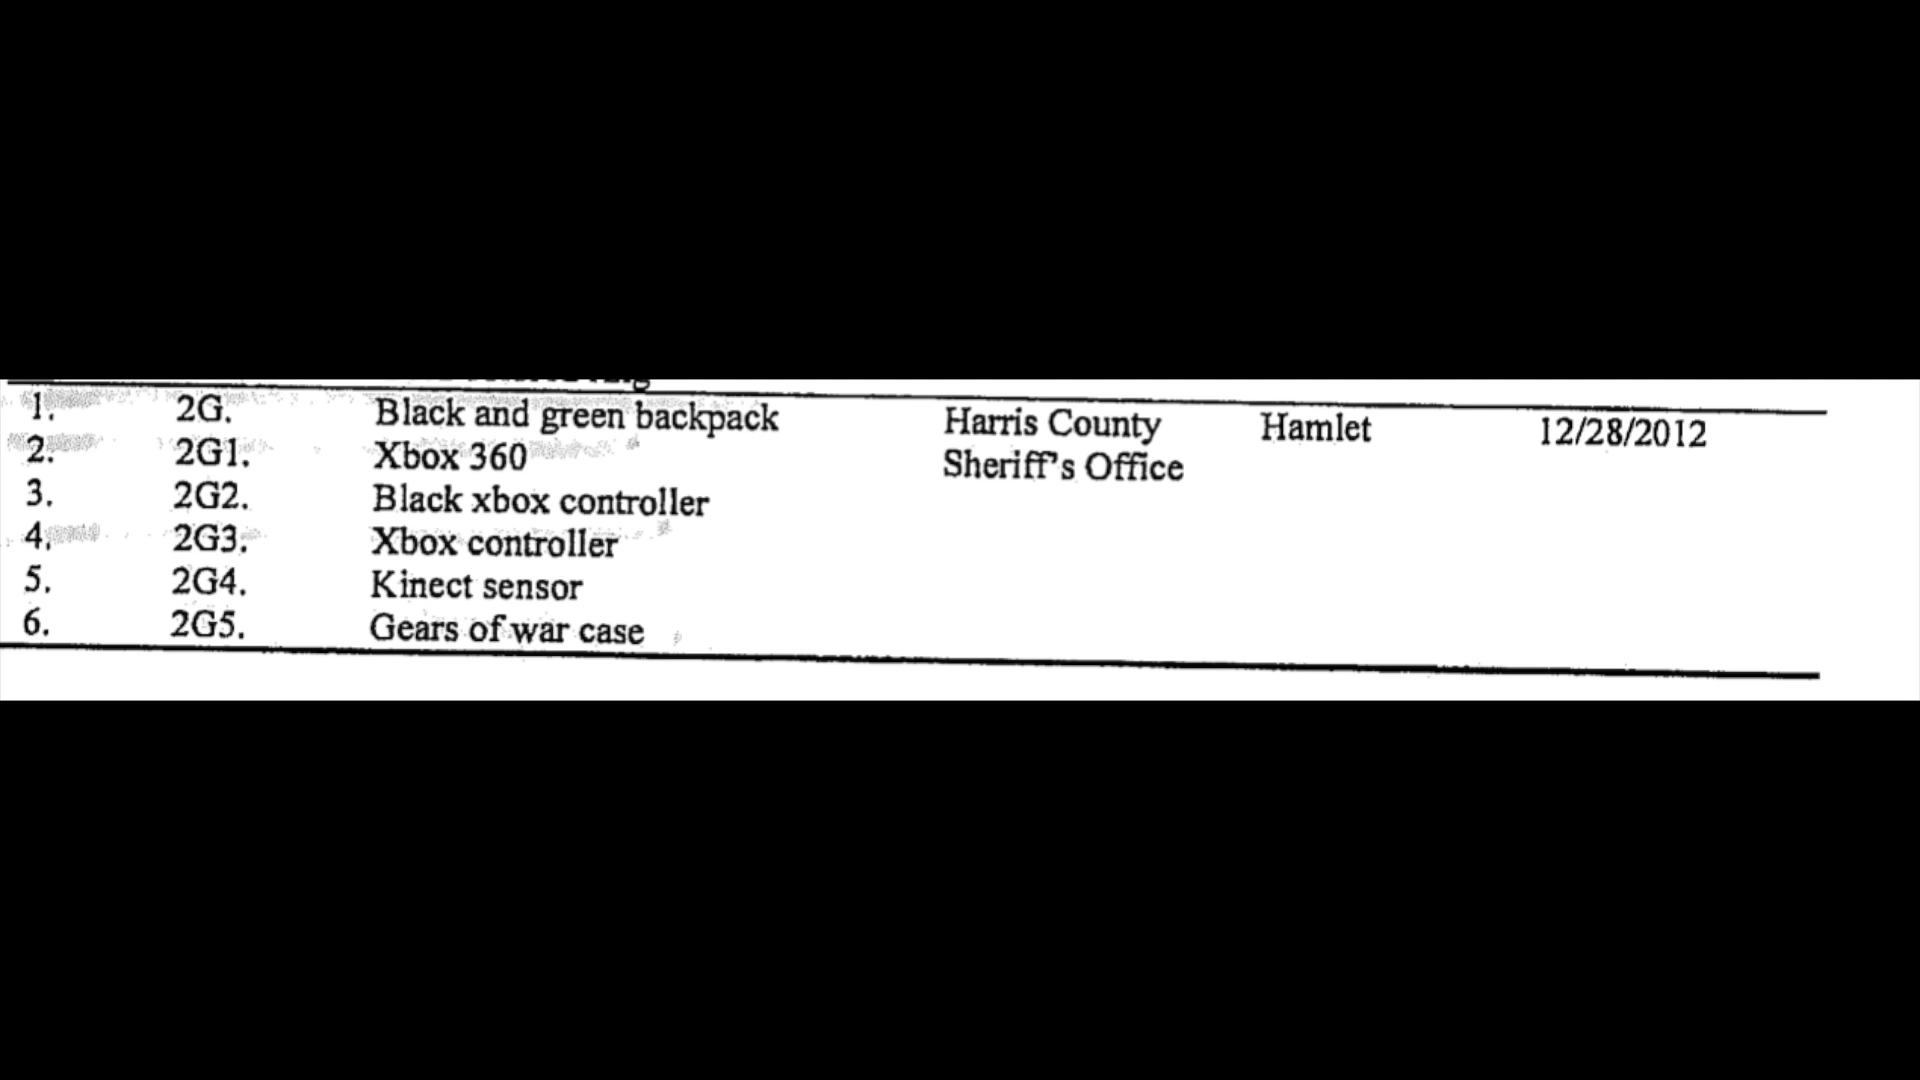 1. 2G. Black and green backpack Harris County Hamlet 12/28/2012
2. 2G1. Xbox 360 Sheriff's Office
3. 2G2. Black xbox controller
4. 2G3. Xbox controller
5. 2G4. Kinect sensor
6. 2G5. Gears of war case